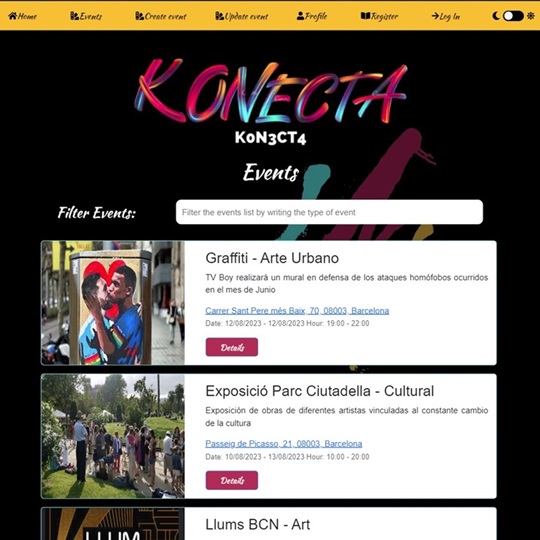 Home Events Create event Update event Profile Register Log In
KONECTA
K0N3CT4
Events
Filter Events:
Filter the events list by writing the type of event
Graffiti - Arte Urbano
TV Boy realizará un mural en defensa de los ataques homófobos ocurridos
en el mes de Junio
Carrer Sant Pere mês Baix, 70, 08003, Barcelona
Date: 12/08/2023 - 12/08/2023 Hour: 19:00 - 22:00
Details
Exposició Parc Ciutadella - Cultural
Exposición de obras de diferentes artistas vinculadas al constante cambio
de la cultura
Passeig de Picasso, 21, 08003, Barcelona
Date: 10/08/2023 - 13/08/2023 Hour: 10:00 - 20:00
Details
LLUM
Llums BCN - Art